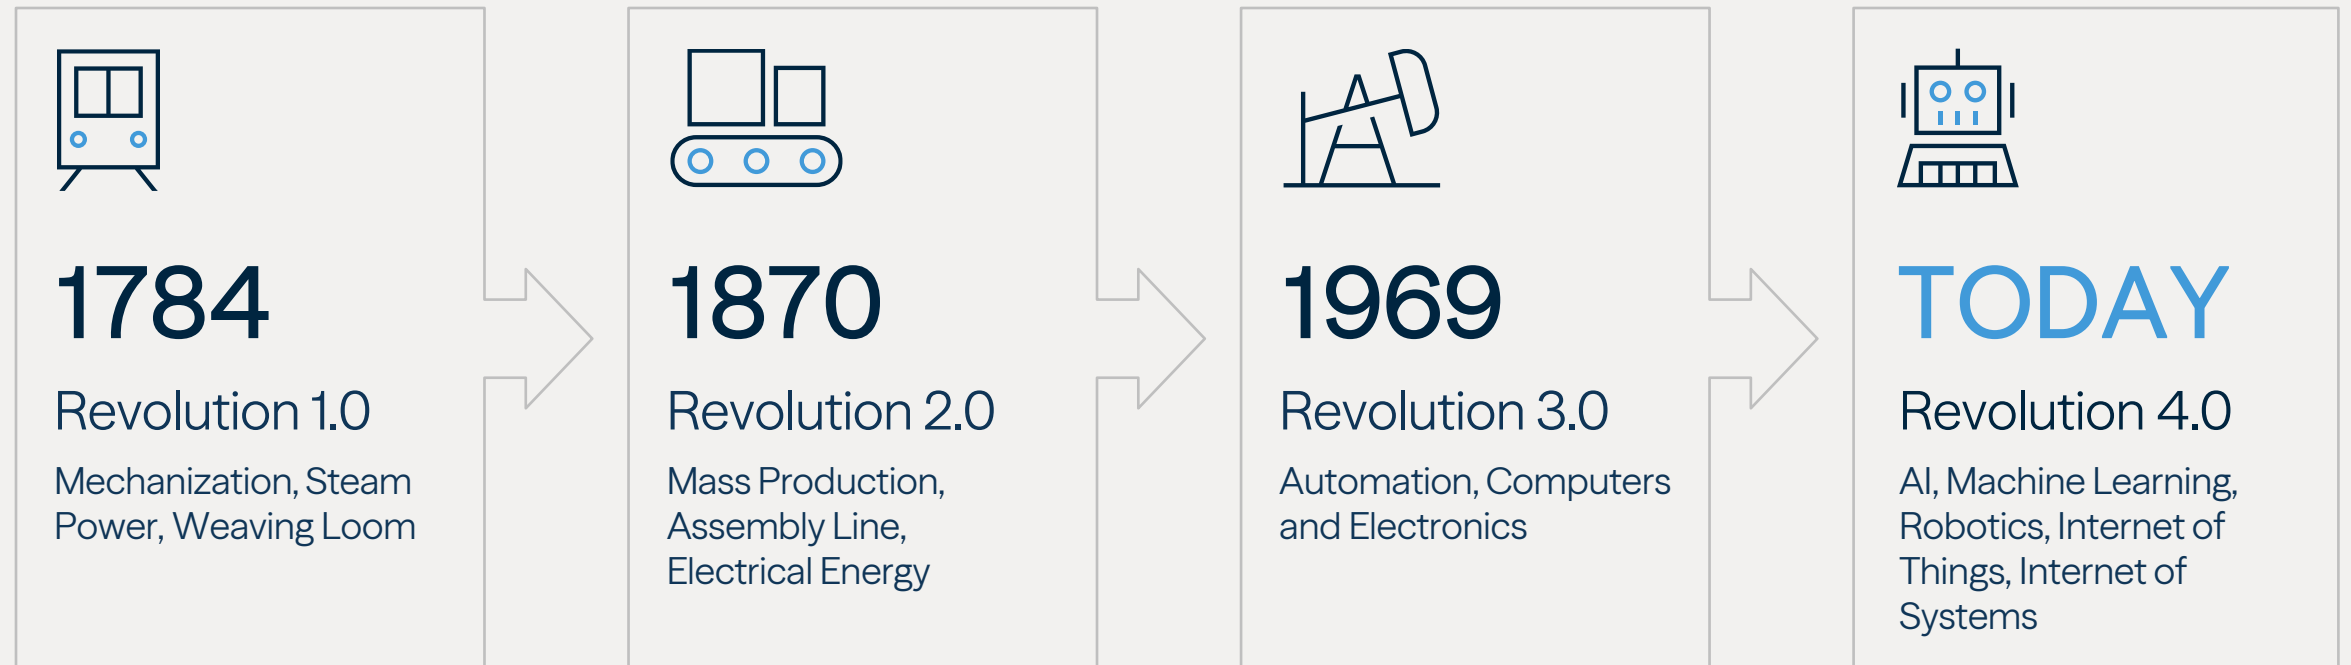 1784
Revolution 1.0
Mechanization, Steam
Power, Weaving Loom
1870
Revolution 2.0
Mass Production,
Assembly Line,
Electrical Energy
1969
Revolution 3.0
Automation, Computers
and Electronics
TODAY
Revolution 4.0
AI, Machine Learning,
Robotics, Internet of
Things, Internet of
Systems